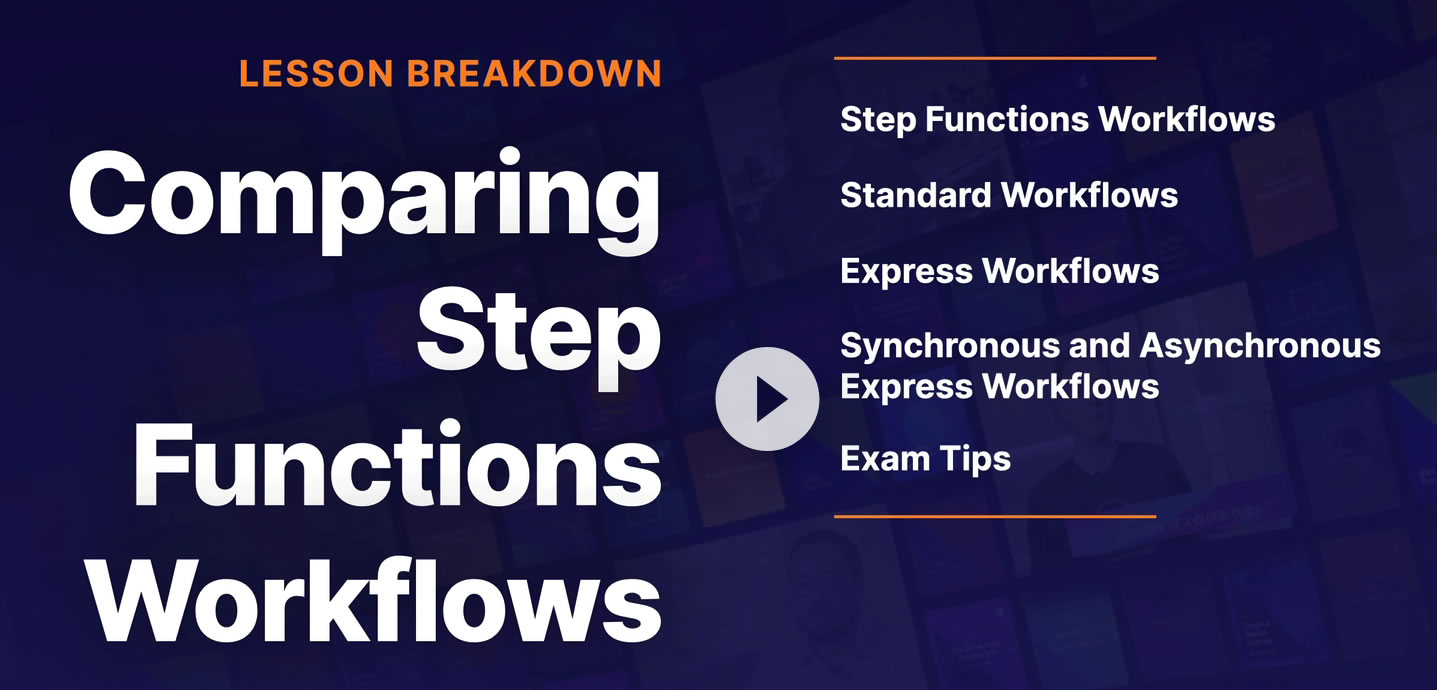 LESSON BREAKDOWN
Comparing
Step
Functions
Workflows
Step Functions Workflows
Standard Workflows
Express Workflows
Synchronous and Asynchronous
Express Workflows
Exam Tips